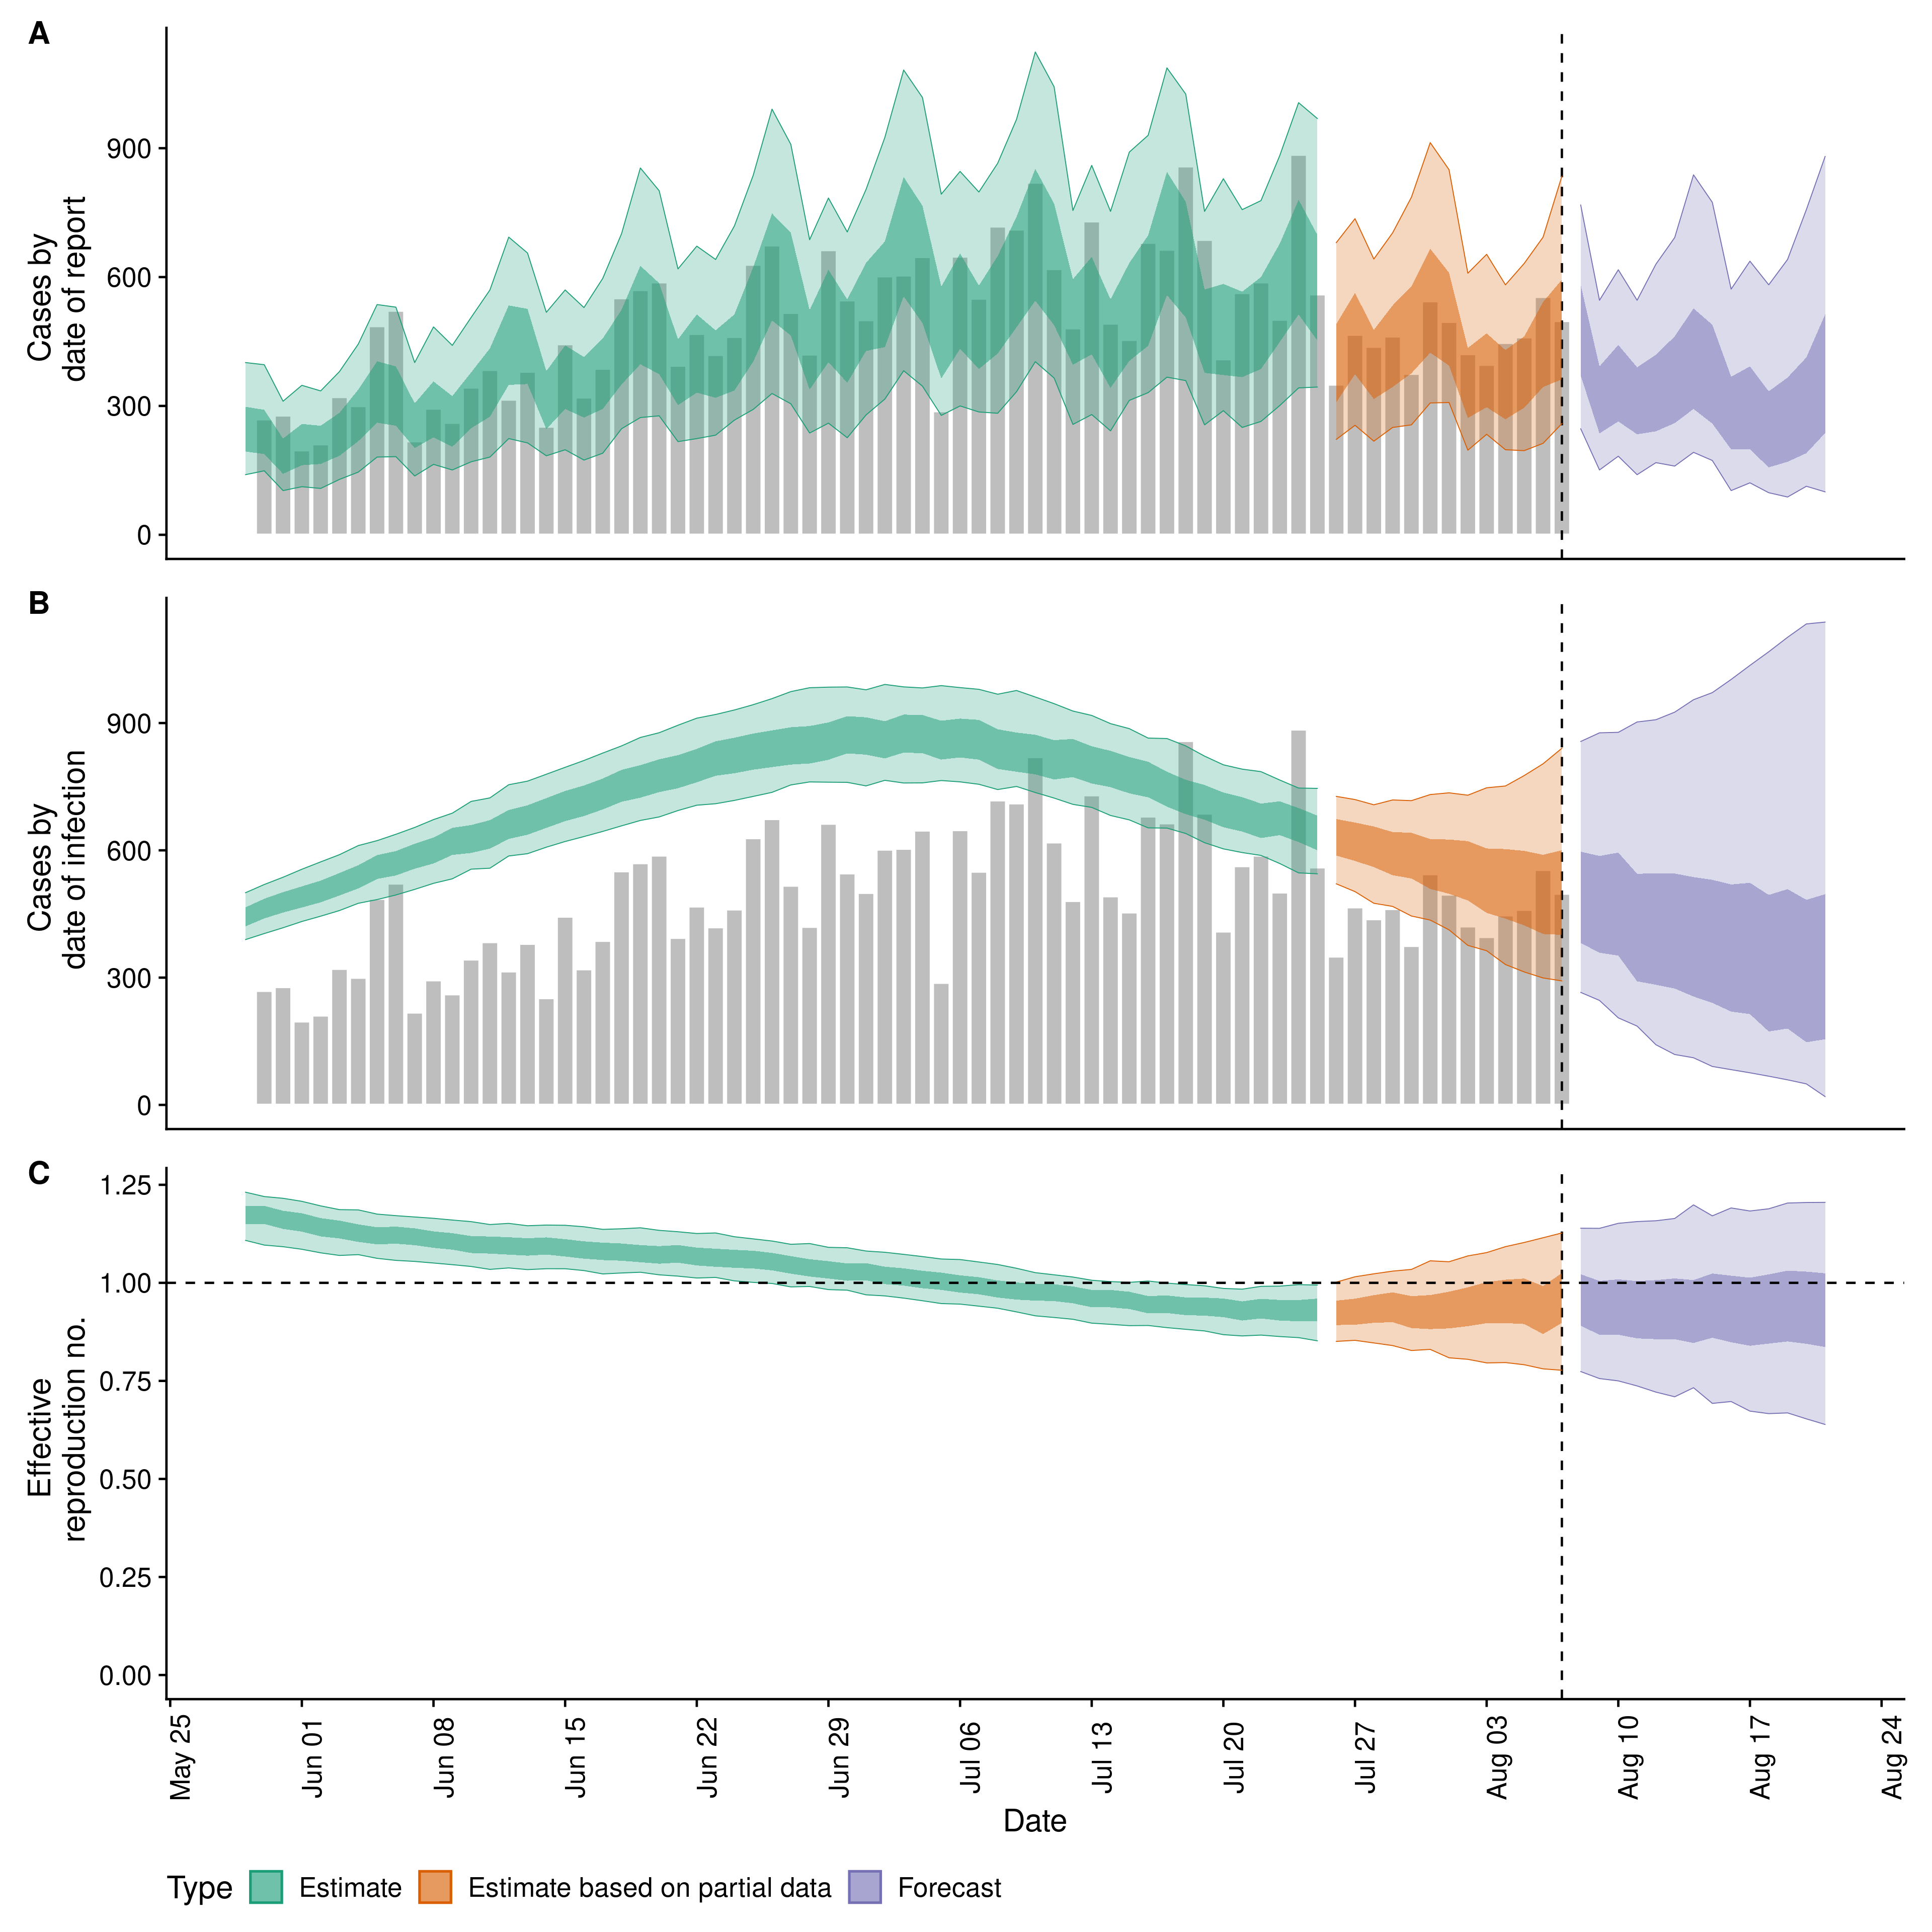 A
Cases by
date of report
900
600
300
0
B
Cases by
date of infection
900
600
300
0
C
Effective
reproduction no.
1.25
1.00
0.75
0.50
0.25
0.00
May 25
Jun 01
Jun 08
Jun 15
Jun 22
Jun 29
Jul 06
Jul 13
Jul 20
Jul 27
Aug 03
Aug 10
Aug 17
Aug 24
Date
Type Estimate Estimate based on partial data Forecast